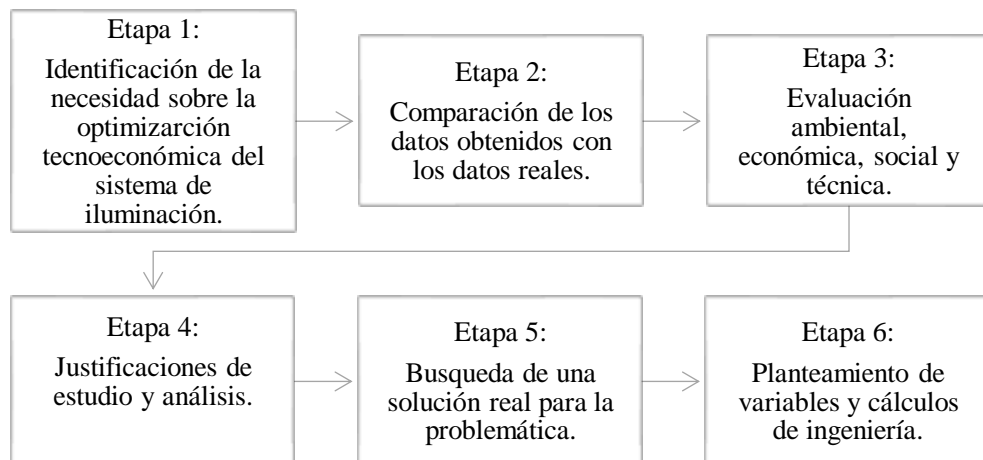 Etapa 1:
Identificación de la
necesidad sobre la
optimizarción
tecnoeconómica del
sistema de
iluminación.
Etapa 2:
Comparación de los
datos obtenidos con
los datos reales.
Etapa 3:
Evaluación
ambiental,
económica, social y
técnica.
Etapa 4:
Justificaciones de
estudio y análisis.
Etapa 5:
Busqueda de una
solución real para la
problemática.
Etapa 6:
Planteamiento de
variables y cálculos
de ingeniería.